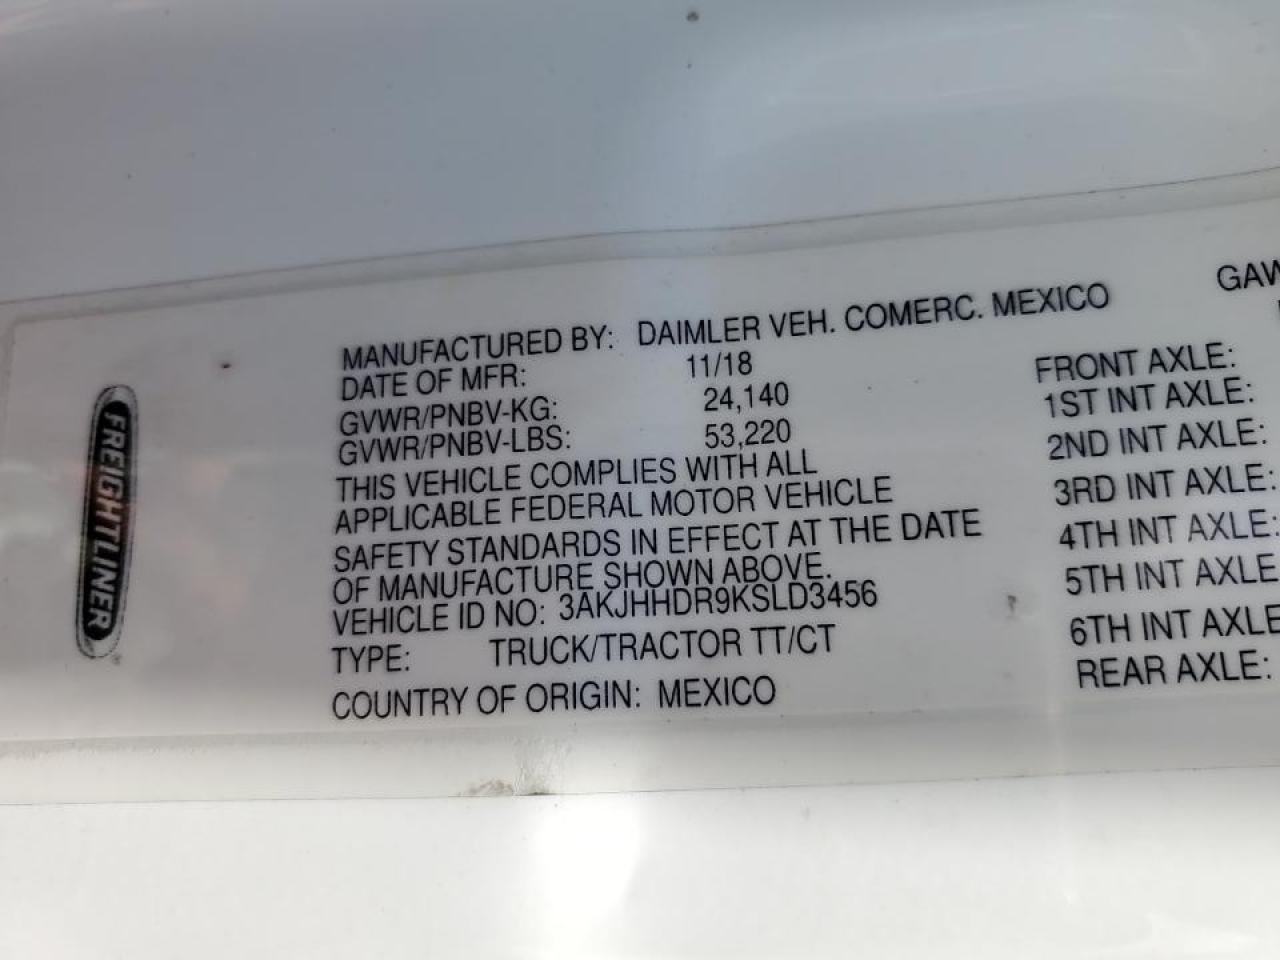 FREIGHTLINER
MANUFACTURED BY: DAIMLER VEH. COMERC. MEXICO
DATE OF MFR: 11/18
GVWR/PNBV-KG: 24,140
GVWR/PNBV-LBS: 53,220
THIS VEHICLE COMPLIES WITH ALL
APPLICABLE FEDERAL MOTOR VEHICLE
SAFETY STANDARDS IN EFFECT AT THE DATE
OF MANUFACTURE SHOWN ABOVE.
VEHICLE ID NO: 3AKJHHDR9KSLD3456
TYPE: TRUCK/TRACTOR TT/CT
COUNTRY OF ORIGIN: MEXICO
FRONT AXLE:
1ST INT AXLE:
2ND INT AXLE:
3RD INT AXLE:
4TH INT AXLE:
5TH INT AXLE
6TH INT AXLE
REAR AXLE: